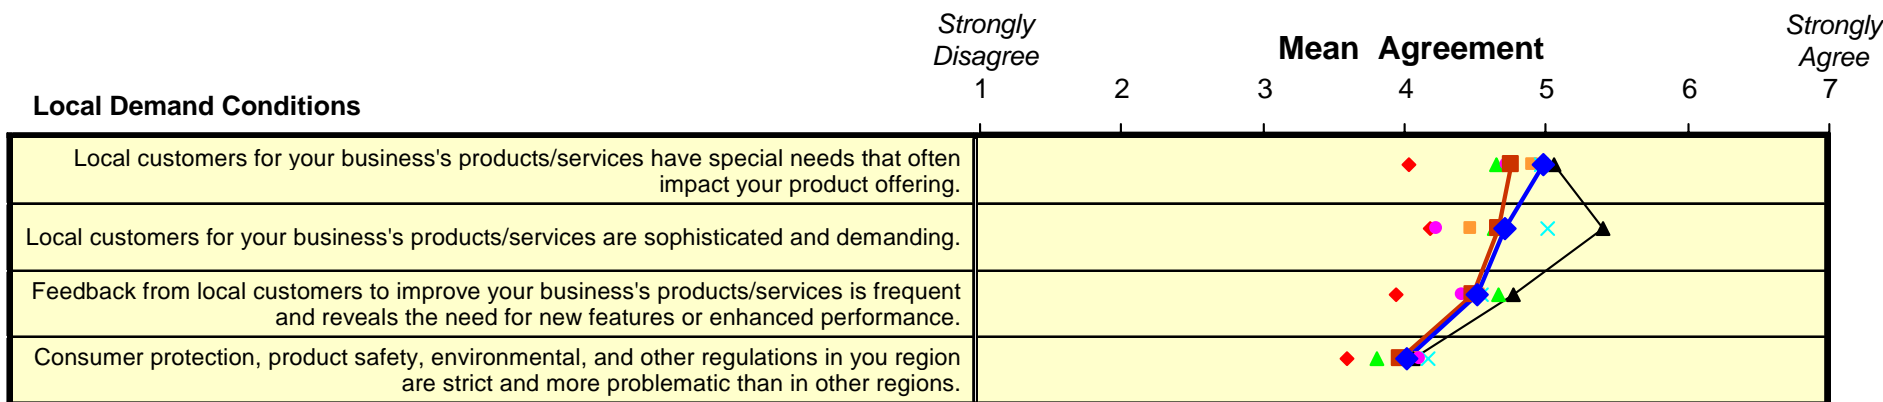 Strongly
Disagree
Mean Agreement
Strongly
Agree
Local Demand Conditions
1 2 3 4 5 6 7
Local customers for your business's products/services have special needs that often
impact your product offering.
Local customers for your business's products/services are sophisticated and demanding.
Feedback from local customers to improve your business's products/services is frequent
and reveals the need for new features or enhanced performance.
Consumer protection, product safety, environmental, and other regulations in you region
are strict and more problematic than in other regions.